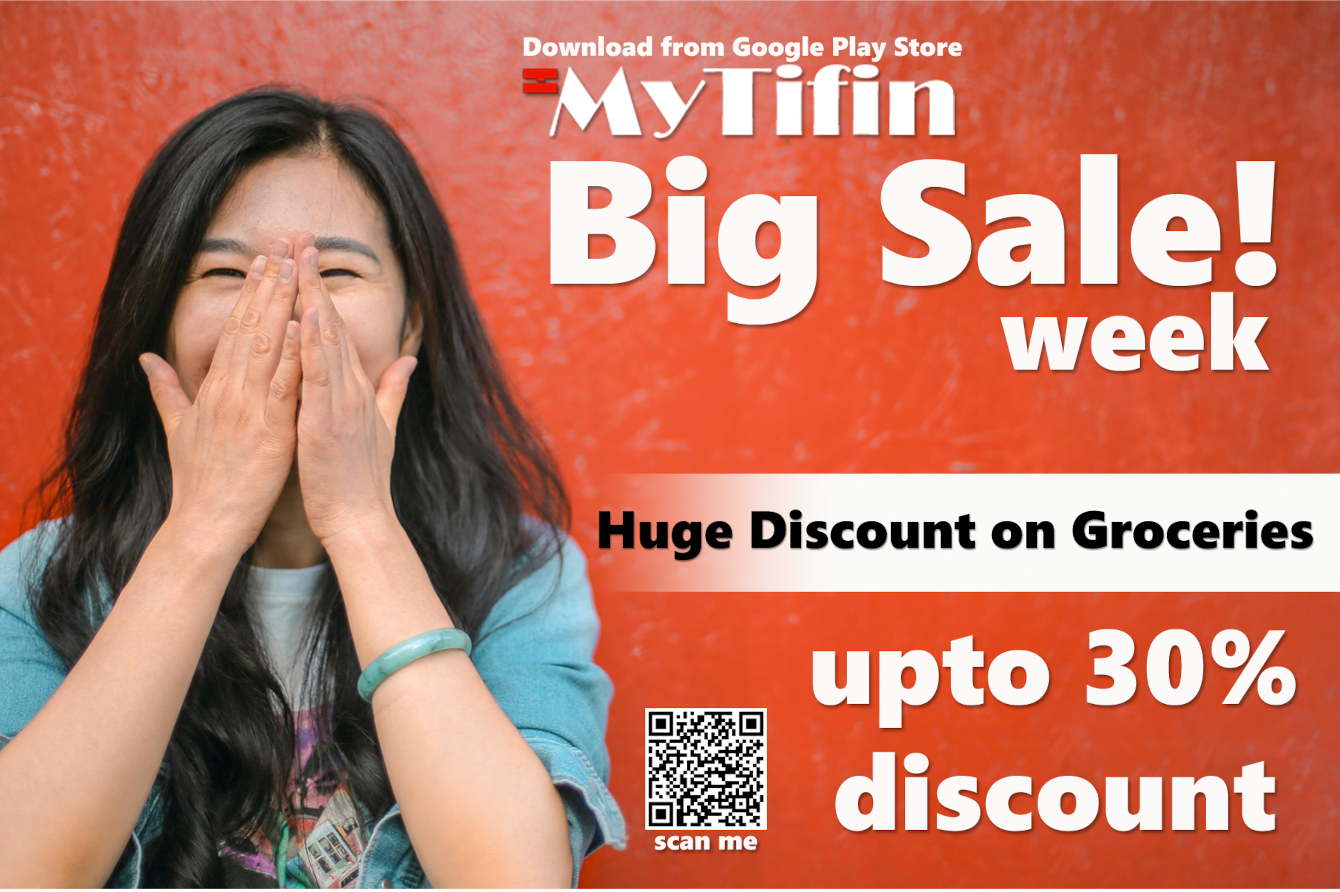 Download from Google Play Store
MyTifin
Big Sale!
week
Huge Discount on Groceries
upto 30%
discount
scan me